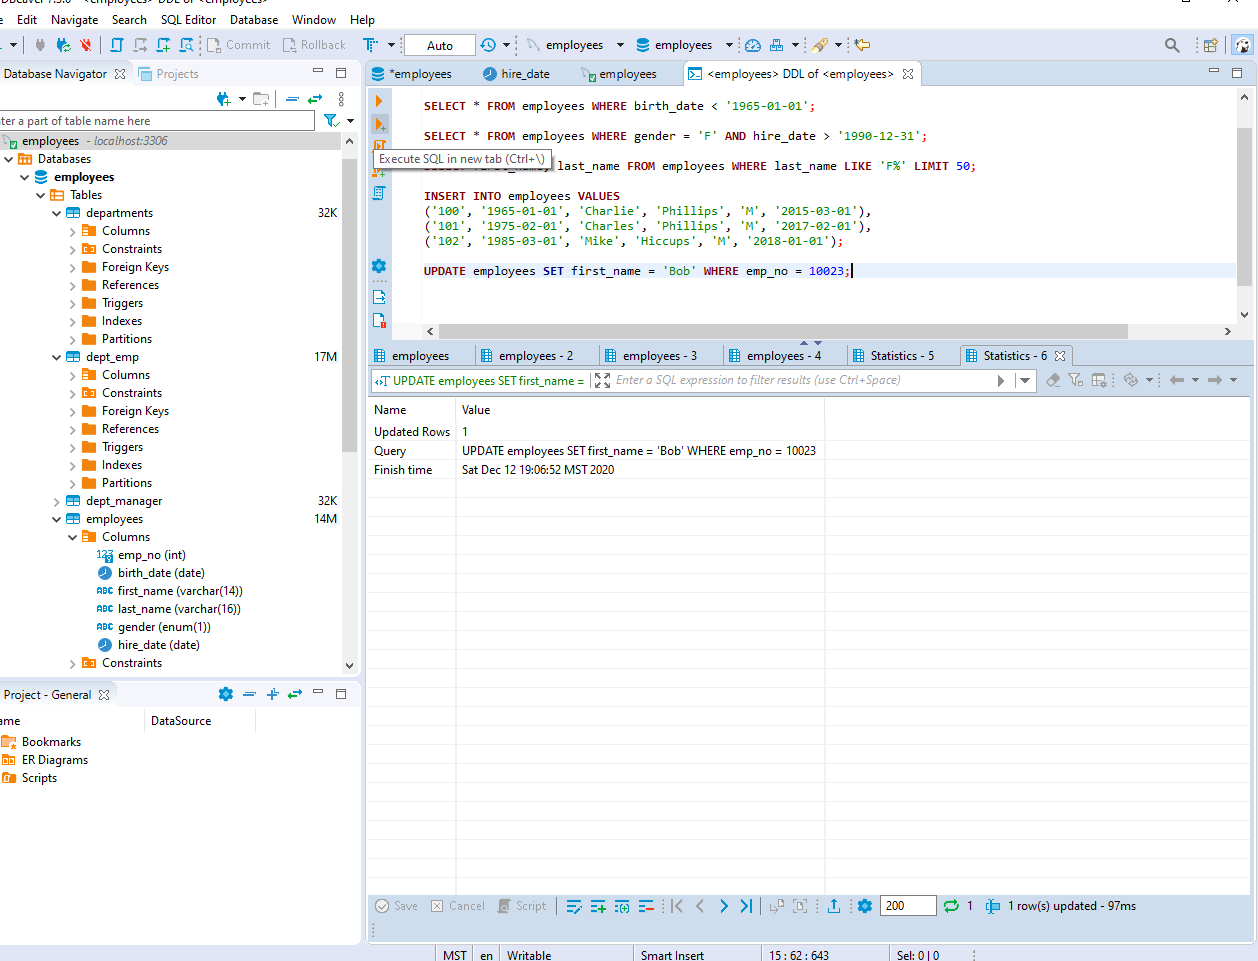 <employees> DDL of <employees>
Edit Navigate Search SQL Editor Database Window Help
Commit Rollback Auto employees employees
Database Navigator Projects
*employees hire_date employees <employees> DDL of <employees>
ter a part of table name here
employees - localhost:3306
Databases
employees
Tables
departments 32K
Columns
Constraints
Foreign Keys
References
Triggers
Indexes
Partitions
dept_emp 17M
Columns
Constraints
Foreign Keys
References
Triggers
Indexes
Partitions
dept_manager 32K
employees 14M
Columns
123 emp_no (int)
birth_date (date)
ABC first_name (varchar(14))
ABC last_name (varchar(16))
ABC gender (enum(1))
hire_date (date)
Constraints
Project - General
ame DataSource
Bookmarks
ER Diagrams
Scripts
SELECT * FROM employees WHERE birth_date < '1965-01-01';
SELECT * FROM employees WHERE gender = 'F' AND hire_date > '1990-12-31';
Execute SQL in new tab (Ctrl+\)
last_name FROM employees WHERE last_name LIKE 'F%' LIMIT 50;
INSERT INTO employees VALUES
('100', '1965-01-01', 'Charlie', 'Phillips', 'M', '2015-03-01'),
('101', '1975-02-01', 'Charles', 'Phillips', 'M', '2017-02-01'),
('102', '1985-03-01', 'Mike', 'Hiccups', 'M', '2018-01-01');
UPDATE employees SET first_name = 'Bob' WHERE emp_no = 10023;
employees employees - 2 employees - 3 employees - 4 Statistics - 5 Statistics - 6
UPDATE employees SET first_name = Enter a SQL expression to filter results (use Ctrl+Space)
Name Value
Updated Rows 1
Query UPDATE employees SET first_name = 'Bob' WHERE emp_no = 10023
Finish time Sat Dec 12 19:06:52 MST 2020
Save Cancel Script 200 1 1 row(s) updated - 97ms
MST en Writable Smart Insert 15 : 62 : 643 Sel: 0 | 0